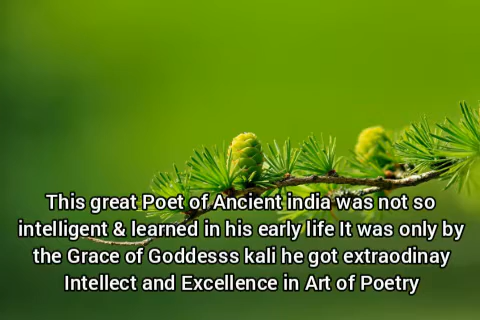 This great Poet of Ancient india was not so
intelligent & learned in his early life It was only by
the Grace of Goddesss kali he got extraodinay
Intellect and Excellence in Art of Poetry